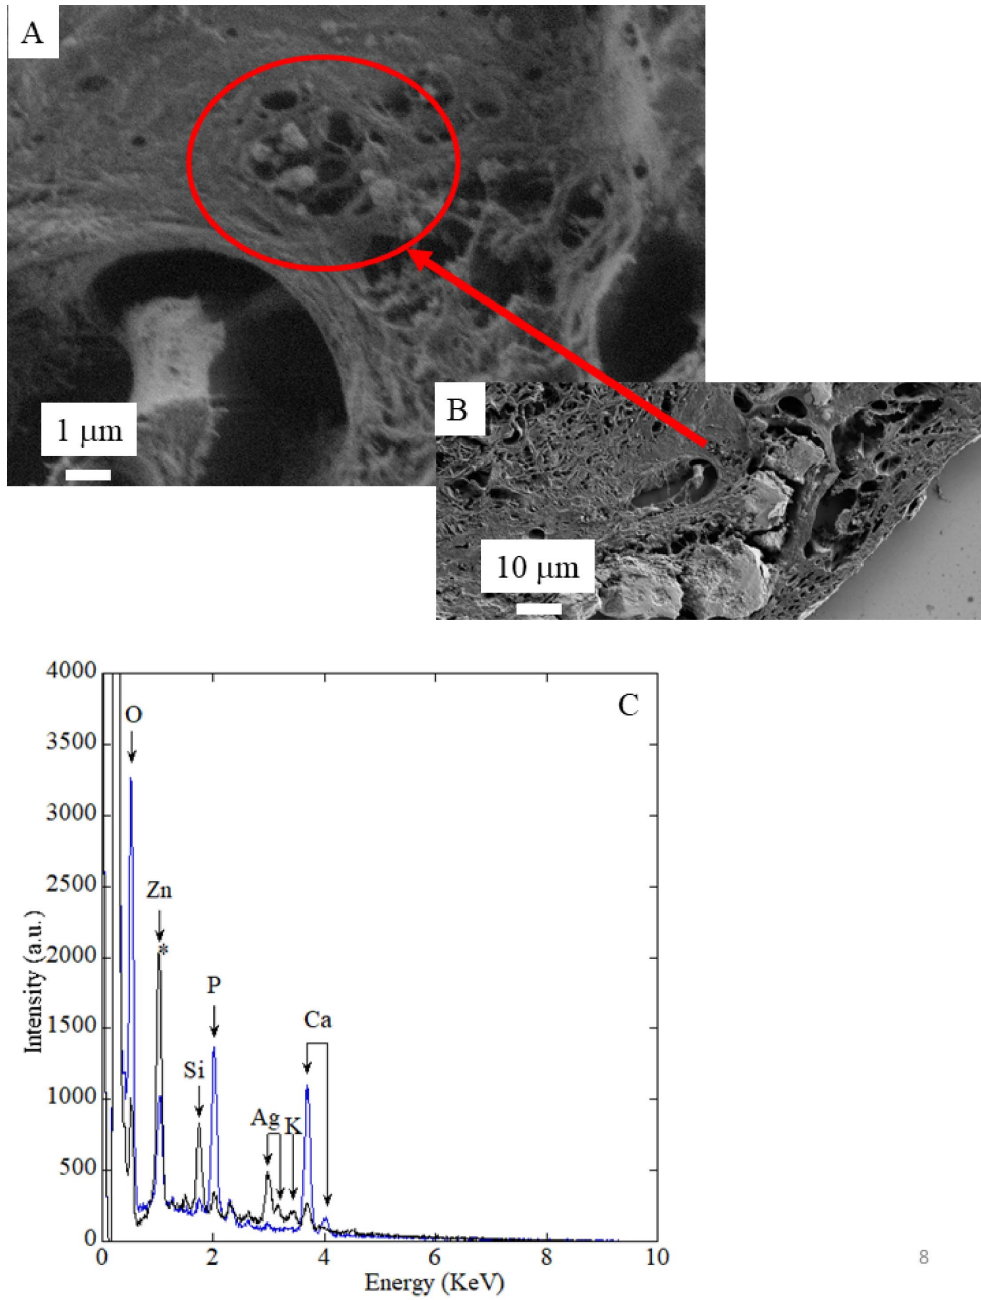 A
1 μm
B
10 μm
C
4000
3500
3000
2500
2000
1500
1000
500
0
O
Zn
*
Si
P
Ag
K
Ca
Intensity (a.u.)
0
2
4
6
8
10
Energy (KeV)
8